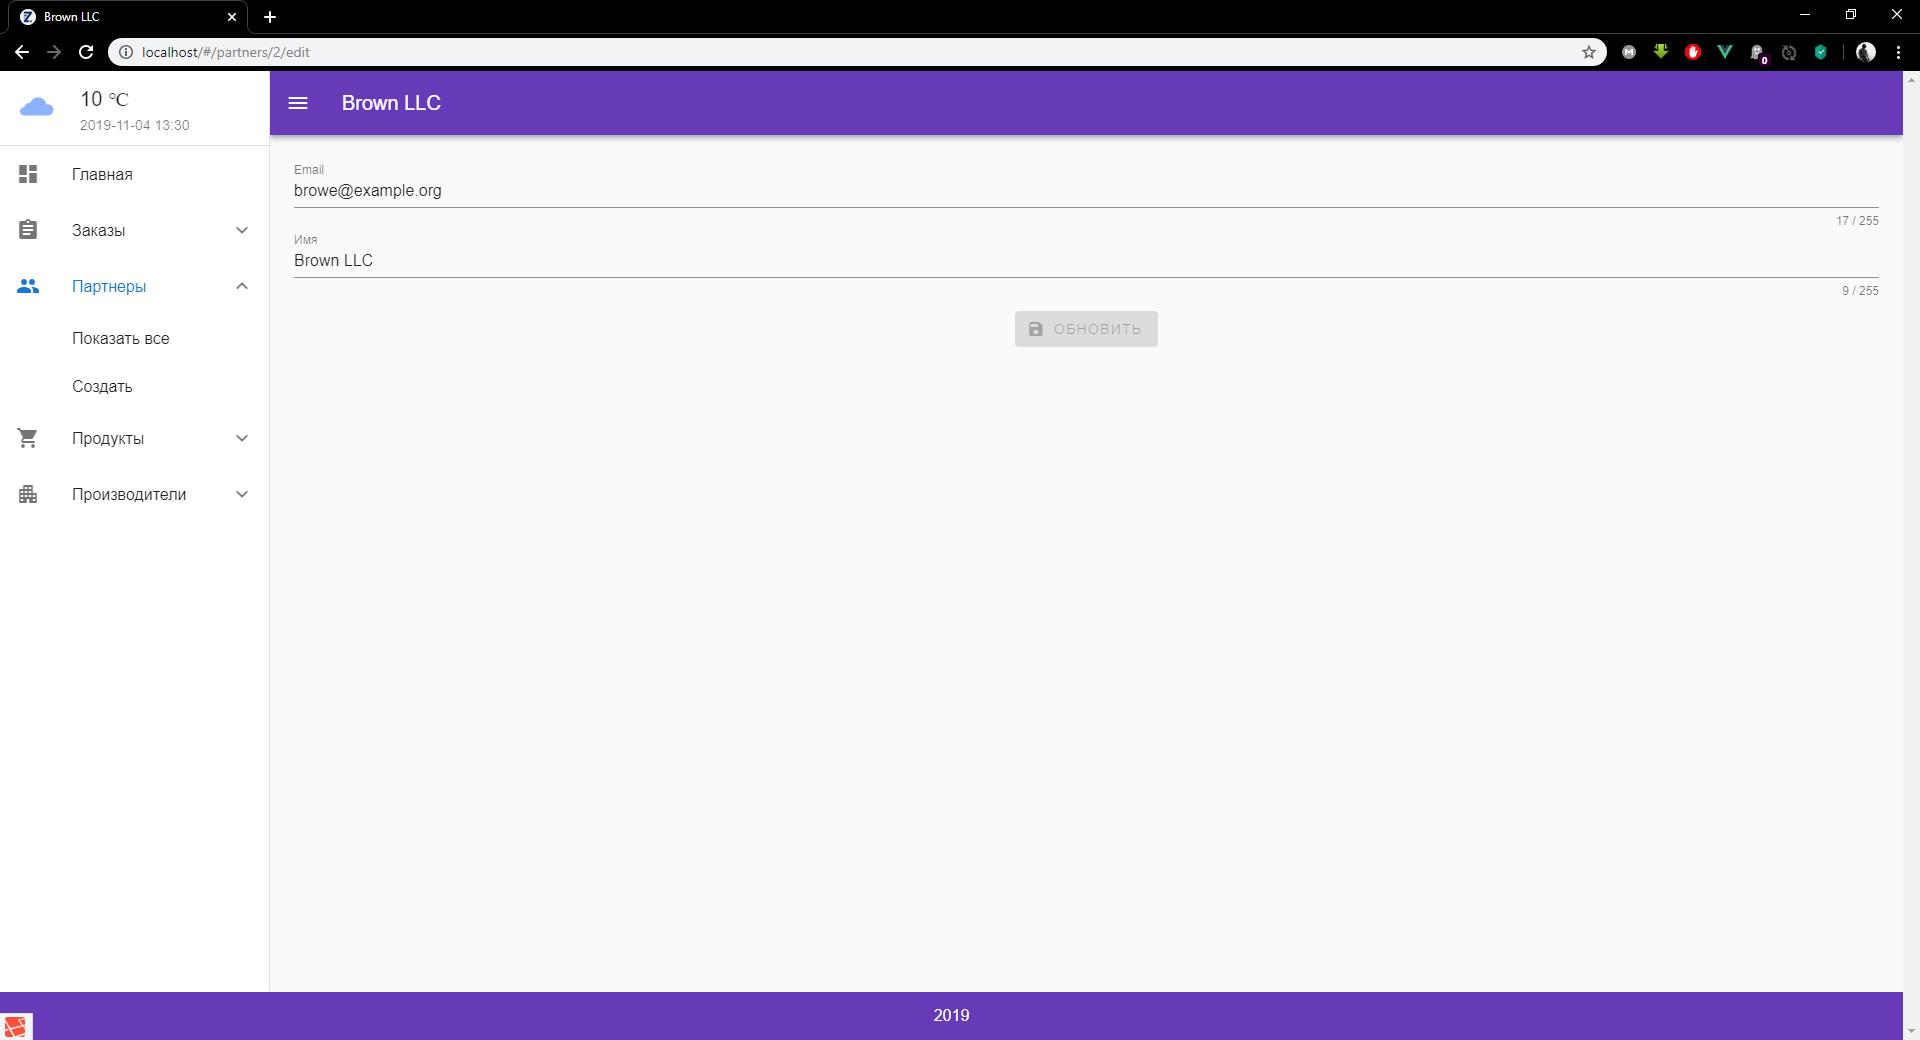 Brown LLC
localhost/#/partners/2/edit
0
10 °C
2019-11-04 13:30
Главная
Заказы
Партнеры
Показать все
Создать
Продукты
Производители
Brown LLC
Email
browe@example.org
17 / 255
Имя
Brown LLC
9 / 255
ОБНОВИТЬ
2019